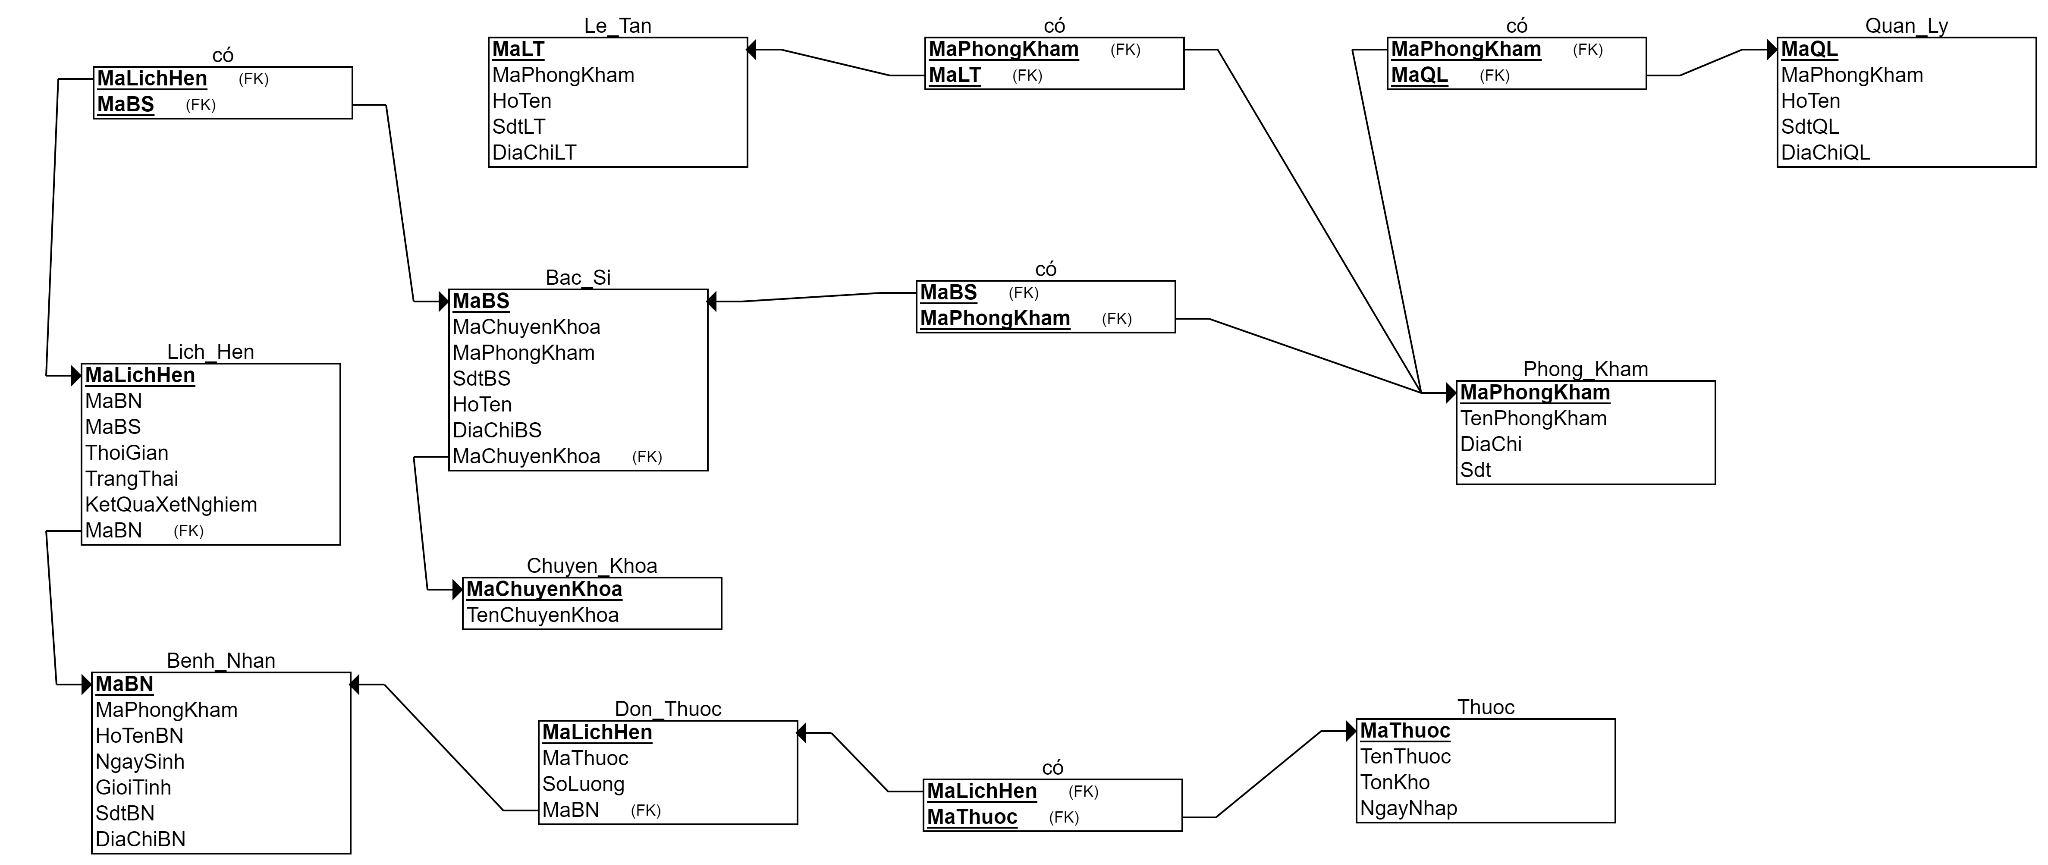 có
MaLichHen (FK)
MaBS (FK)
Le_Tan
MaLT
MaPhongKham
HoTen
SdtLT
DiaChiLT
có
MaPhongKham (FK)
MaLT (FK)
có
MaPhongKham (FK)
MaQL (FK)
Quan_Ly
MaQL
MaPhongKham
HoTen
SdtQL
DiaChiQL
Bac_Si
MaBS
MaChuyenKhoa
MaPhongKham
SdtBS
HoTen
DiaChiBS
MaChuyenKhoa (FK)
có
MaBS (FK)
MaPhongKham (FK)
Lich_Hen
MaLichHen
MaBN
MaBS
ThoiGian
TrangThai
KetQuaXetNghiem
MaBN (FK)
Phong_Kham
MaPhongKham
TenPhongKham
DiaChi
Sdt
Chuyen_Khoa
MaChuyenKhoa
TenChuyenKhoa
Benh_Nhan
MaBN
MaPhongKham
HoTenBN
NgaySinh
GioiTinh
SdtBN
DiaChiBN
Don_Thuoc
MaLichHen
MaThuoc
SoLuong
MaBN (FK)
có
MaLichHen (FK)
MaThuoc (FK)
Thuoc
MaThuoc
TenThuoc
TonKho
NgayNhap